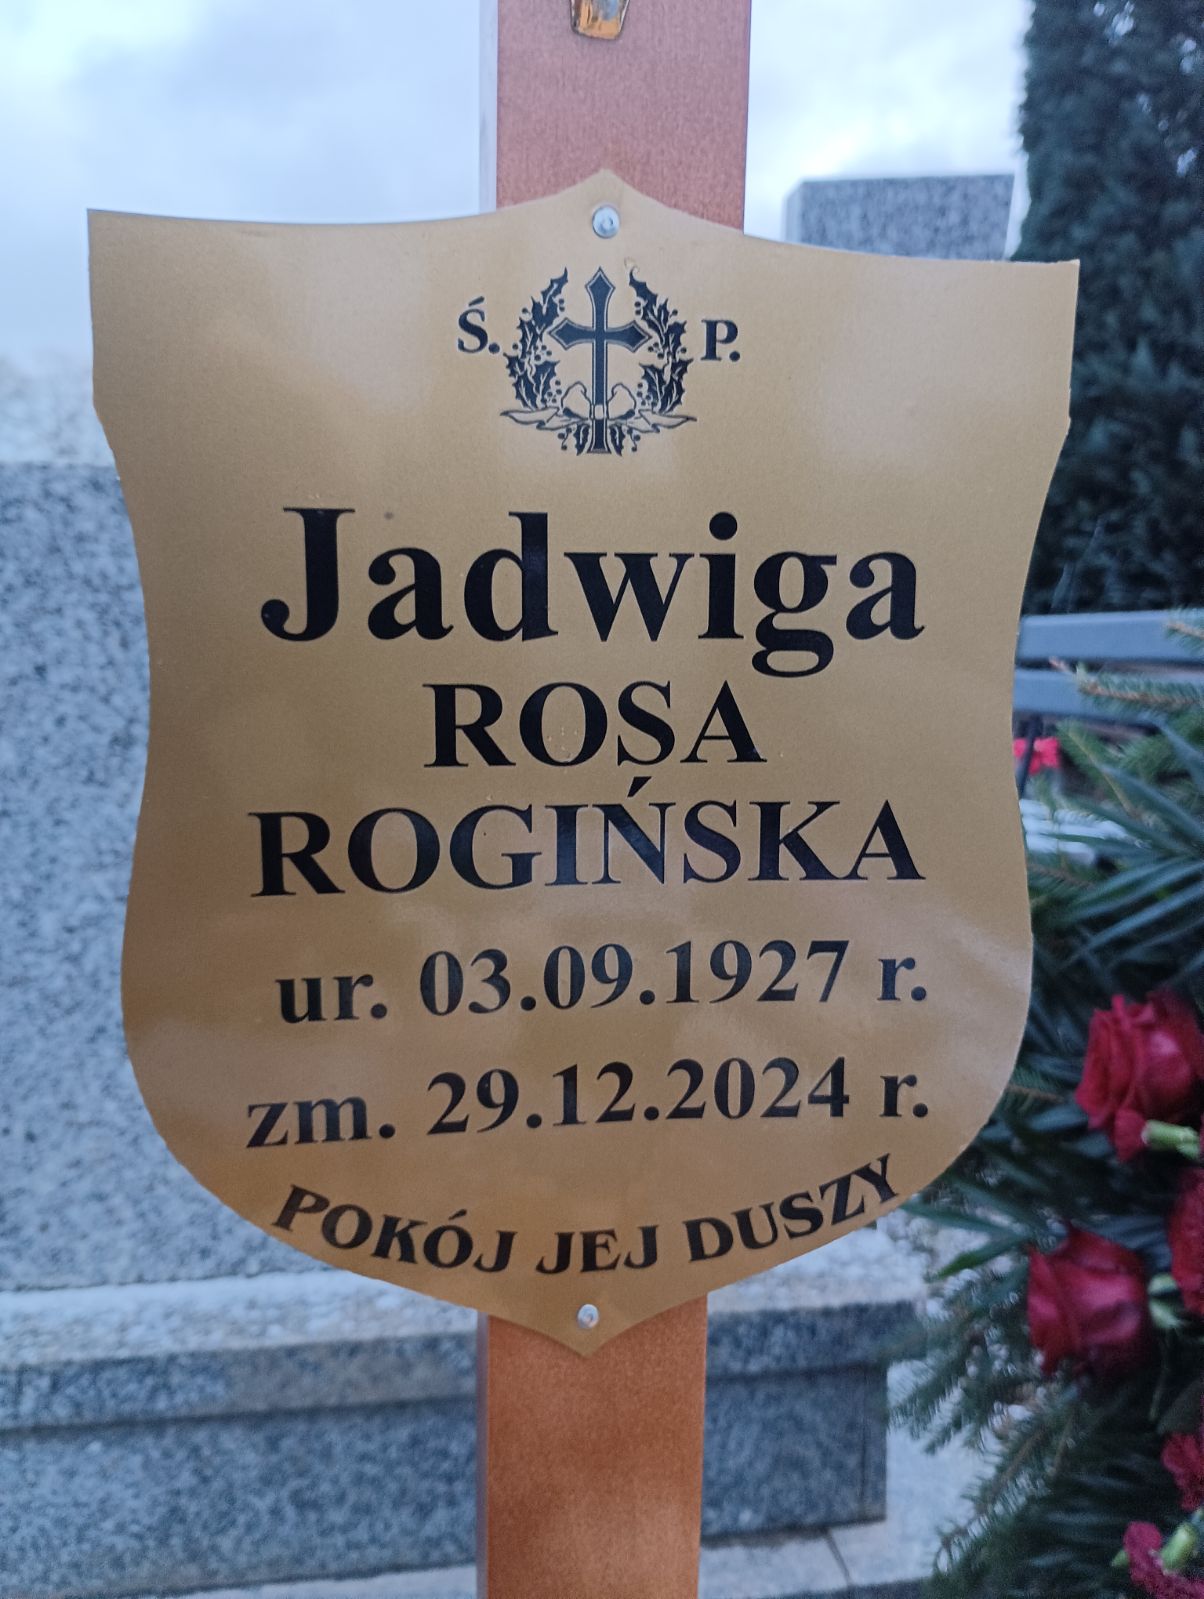 Ś. P.
Jadwiga
ROSA
ROGIŃSKA
ur. 03.09.1927 r.
zm. 29.12.2024 r.
POKÓJ JEJ DUSZY